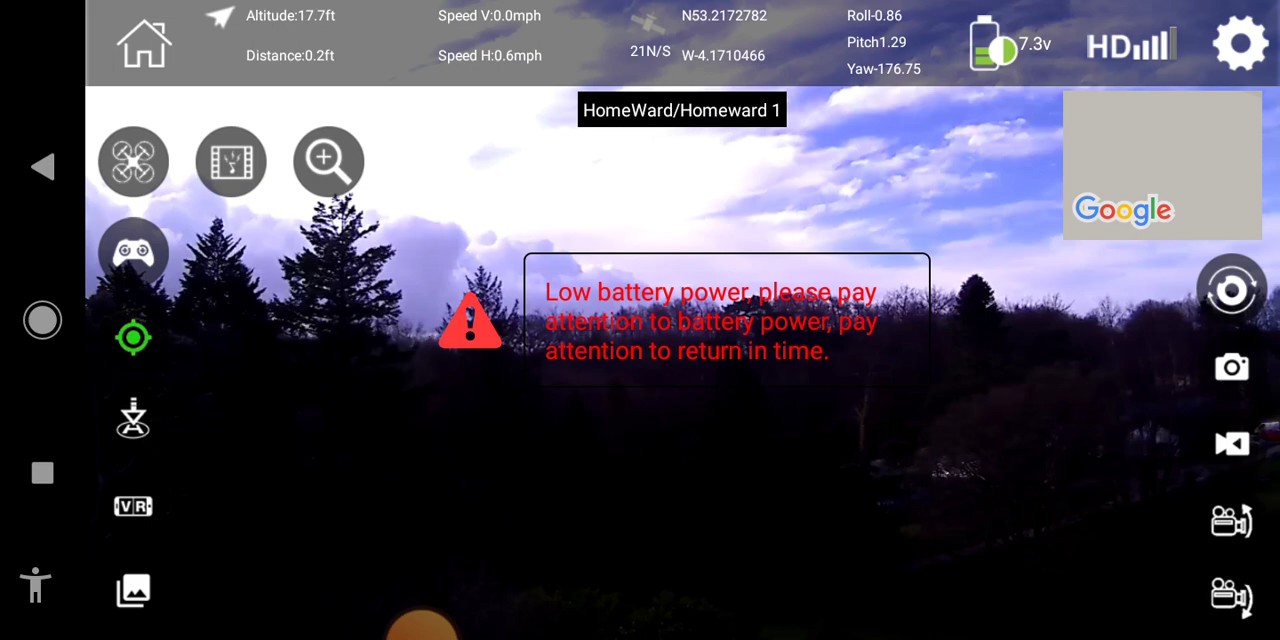 Altitude:17.7ft
Speed V:0.0mph
N53.2172782
Roll-0.86
Distance:0.2ft
Speed H:0.6mph
21N/S
W-4.1710466
Pitch1.29
Yaw-176.75
7.3v
HD
HomeWard/Homeward 1
Google
Low battery power, please pay
attention to battery power, pay
attention to return in time.
VR